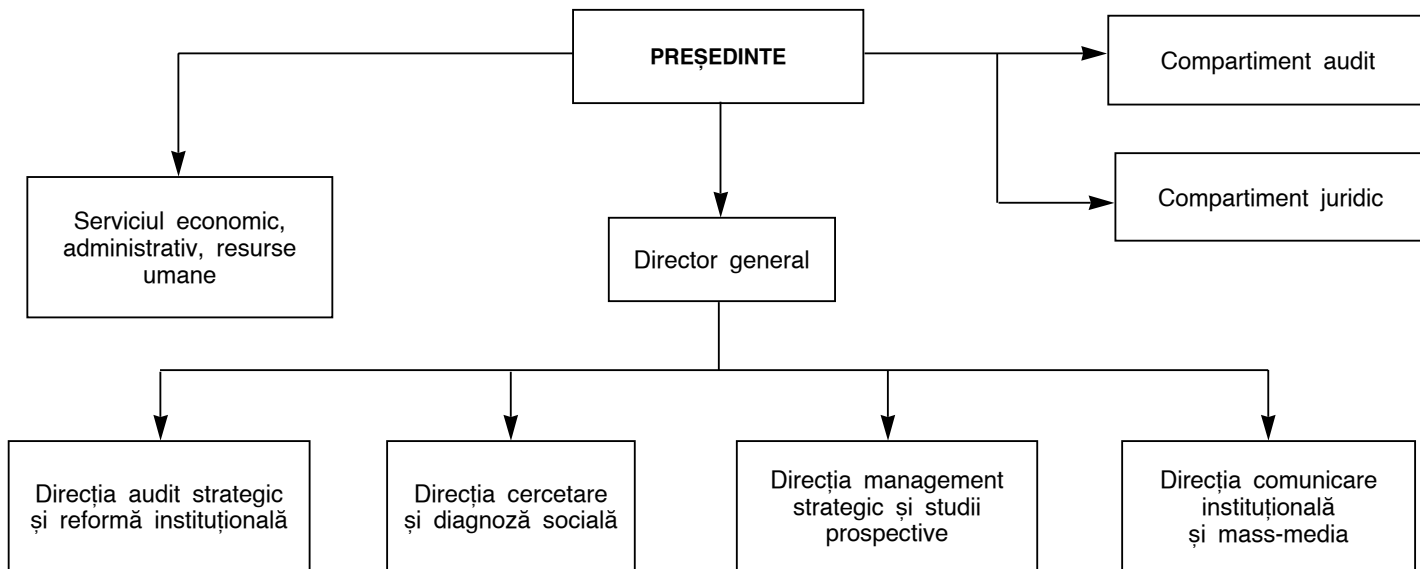 PREȘEDINTE
Compartiment audit
Compartiment juridic
Serviciul economic,
administrativ, resurse
umane
Director general
Direcția audit strategic
și reformă instituțională
Direcția cercetare
și diagnoză socială
Direcția management
strategic și studii
prospective
Direcția comunicare
instituțională
și mass-media